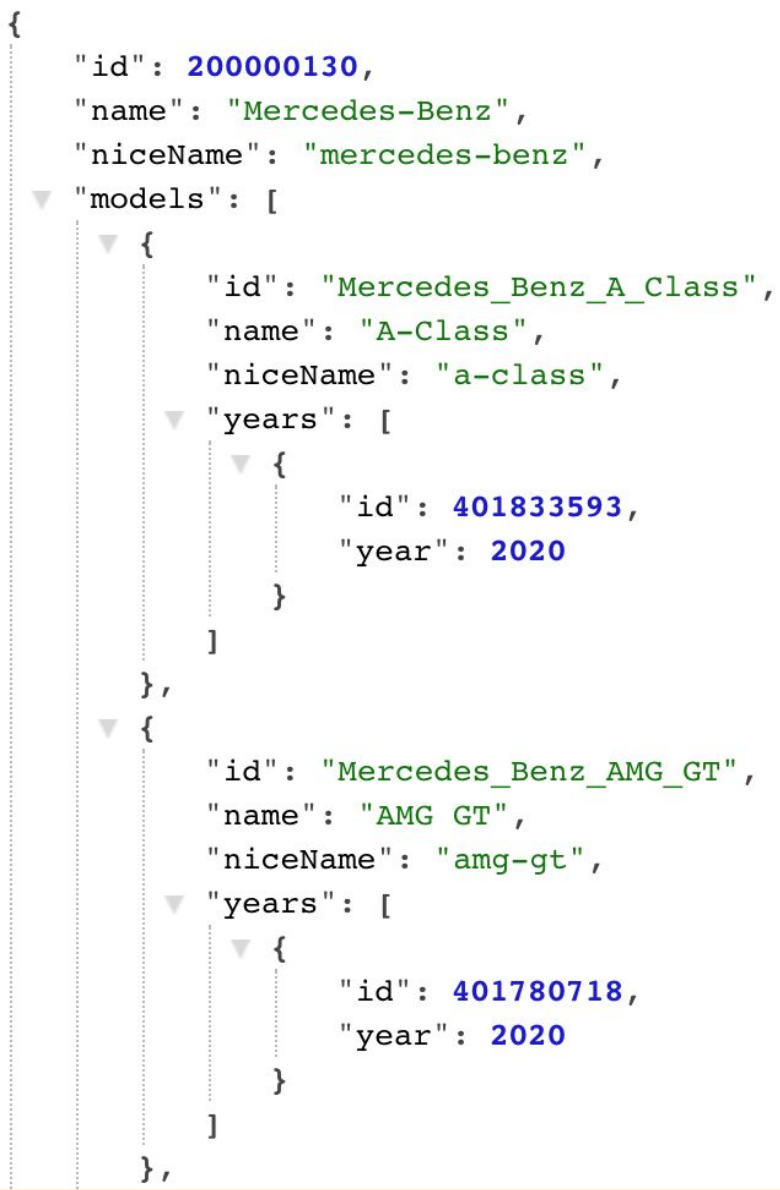 {
"id": 200000130,
"name": "Mercedes-Benz",
"niceName": "mercedes-benz",
"models": [
{
"id": "Mercedes_Benz_A_Class",
"name": "A-Class",
"niceName": "a-class",
"years": [
{
"id": 401833593,
"year": 2020
}
]
},
{
"id": "Mercedes_Benz_AMG_GT",
"name": "AMG GT",
"niceName": "amg-gt",
"years": [
{
"id": 401780718,
"year": 2020
}
]
},